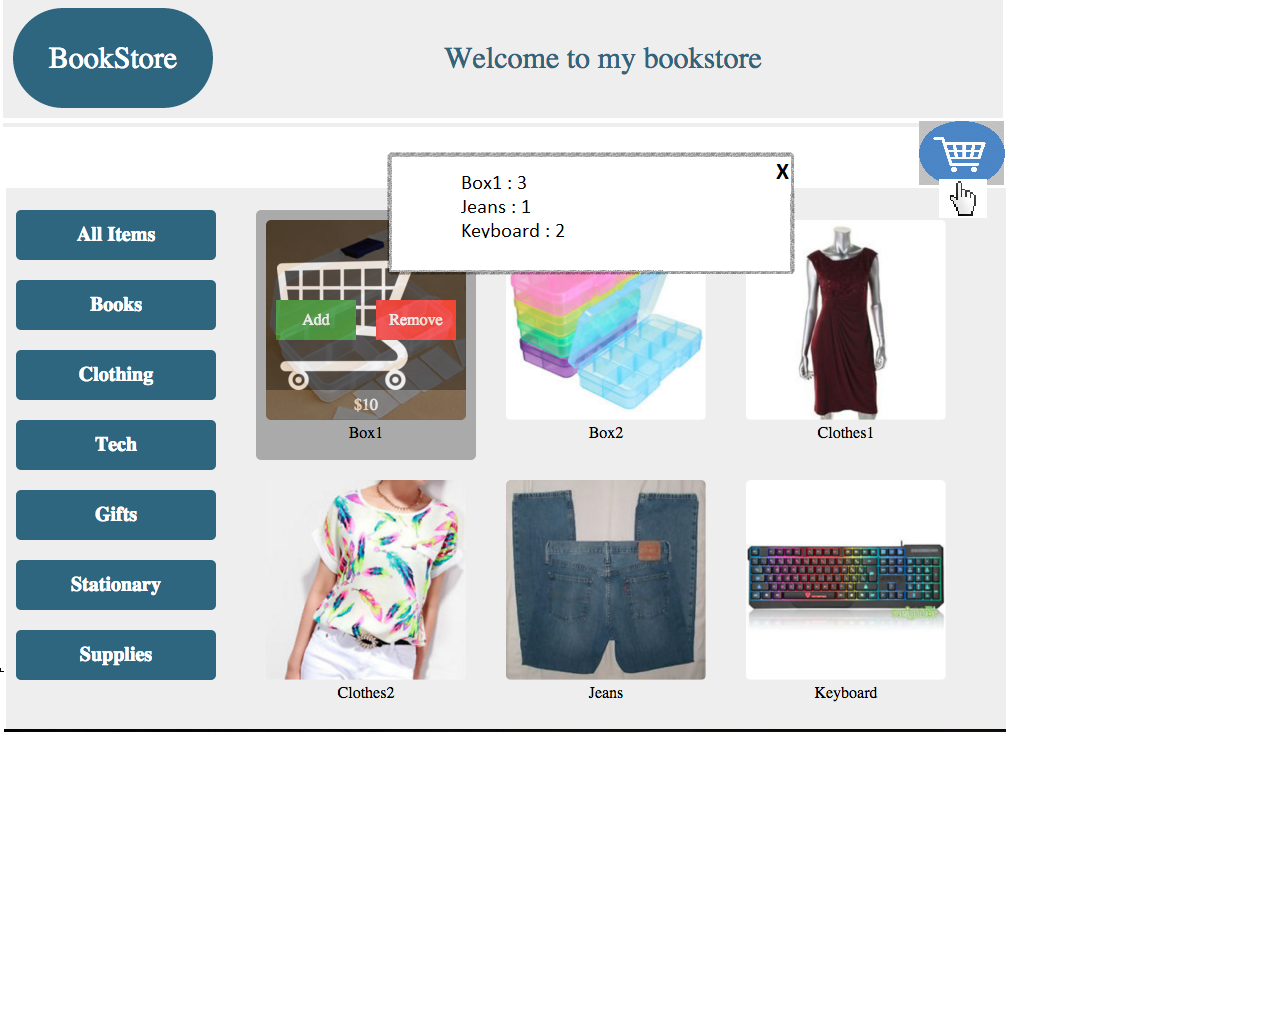 BookStore
Welcome to my bookstore
X
Box1 : 3
Jeans : 1
Keyboard : 2
All Items
Books
Clothing
Tech
Gifts
Stationary
Supplies
Add
Remove
$10
Box1
Box2
Clothes1
Clothes2
Jeans
Keyboard